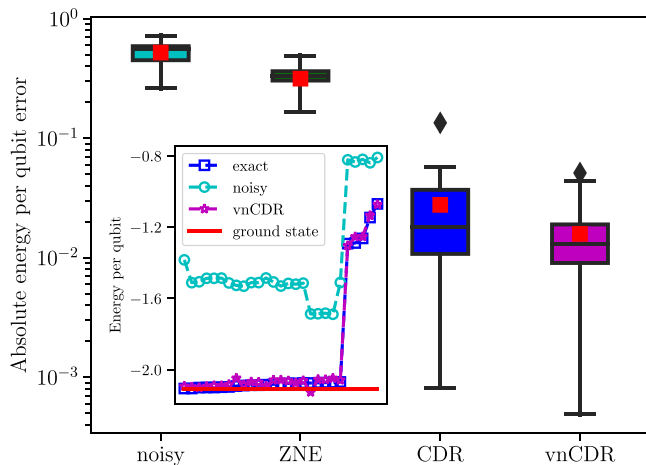 Absolute energy per qubit error
10^0
10^−1
10^−2
10^−3
Energy per qubit
−0.8
−1.2
−1.6
−2.0
exact
noisy
vnCDR
ground state
noisy ZNE CDR vnCDR